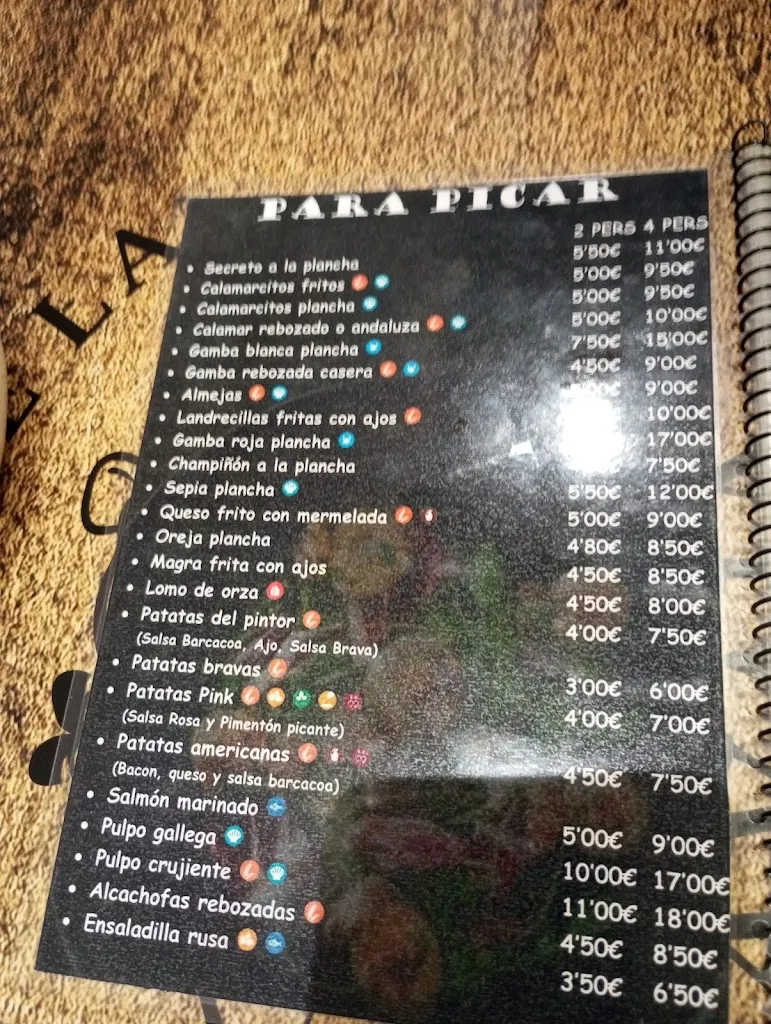 LA
PARA PICAR
2 PERS 4 PERS
• Secreto a la plancha 5'50€ 11'00€
• Calamarcitos fritos 5'00€ 9'50€
• Calamarcitos plancha 5'00€ 9'50€
• Calamar rebozado o andaluza 5'00€ 10'00€
• Gamba blanca plancha 7'50€ 15'00€
• Gamba rebozada casera 4'50€ 9'00€
• Almejas 9'00€
• Landrecillas fritas con ajos 10'00€
• Gamba roja plancha 17'00€
• Champiñón a la plancha 7'50€
• Sepia plancha 5'50€ 12'00€
• Queso frito con mermelada 5'00€ 9'00€
• Oreja plancha 4'80€ 8'50€
• Magra frita con ajos 4'50€ 8'50€
• Lomo de orza 4'50€ 8'00€
• Patatas del pintor 4'00€ 7'50€
(Salsa Barcacoa, Ajo, Salsa Brava)
• Patatas bravas 3'00€ 6'00€
• Patatas Pink 4'00€ 7'00€
(Salsa Rosa y Pimentón picante)
• Patatas americanas 4'50€ 7'50€
(Bacon, queso y salsa barcacoa)
• Salmón marinado 5'00€ 9'00€
• Pulpo gallega 10'00€ 17'00€
• Pulpo crujiente 11'00€ 18'00€
• Alcachofas rebozadas 4'50€ 8'50€
• Ensaladilla rusa 3'50€ 6'50€